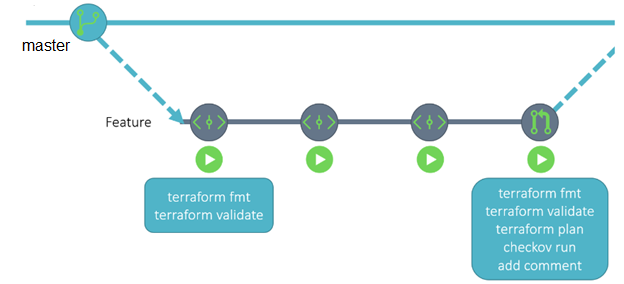 master
Feature
terraform fmt
terraform validate
terraform fmt
terraform validate
terraform plan
checkov run
add comment